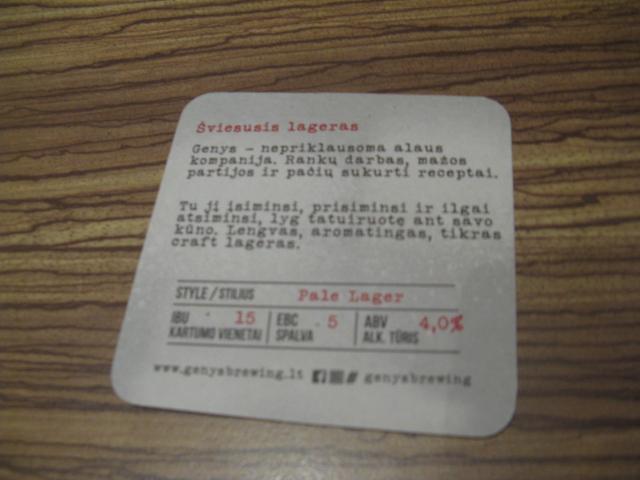 Šviesusis lageras
Genys – nepriklausoma alaus
kompanija. Rankų darbas, mažos
partijos ir pačių sukurti receptai.
Tu jį įsiminsi, prisiminsi ir ilgai
atsiminsi, lyg tatuiruotę ant savo
kūno. Lengvas, aromatingas, tikras
craft lageras.
STYLE / STILIUS Pale Lager
IBU 15 EBC 5 ABV 4,0%
KARTUMO VIENETAI SPALVA ALK. TŪRIS
www.genysbrewing.lt genysbrewing